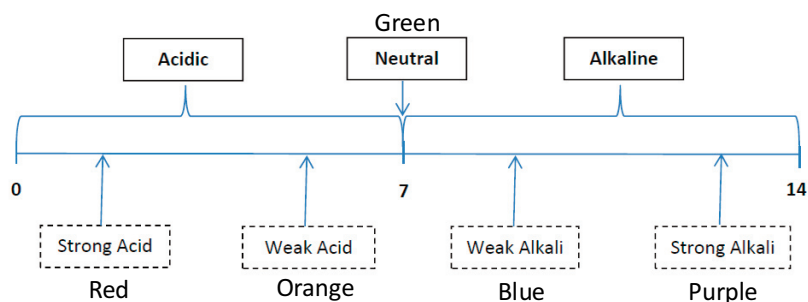 Green
Acidic
Neutral
Alkaline
0
7
14
Strong Acid
Weak Acid
Weak Alkali
Strong Alkali
Red
Orange
Blue
Purple